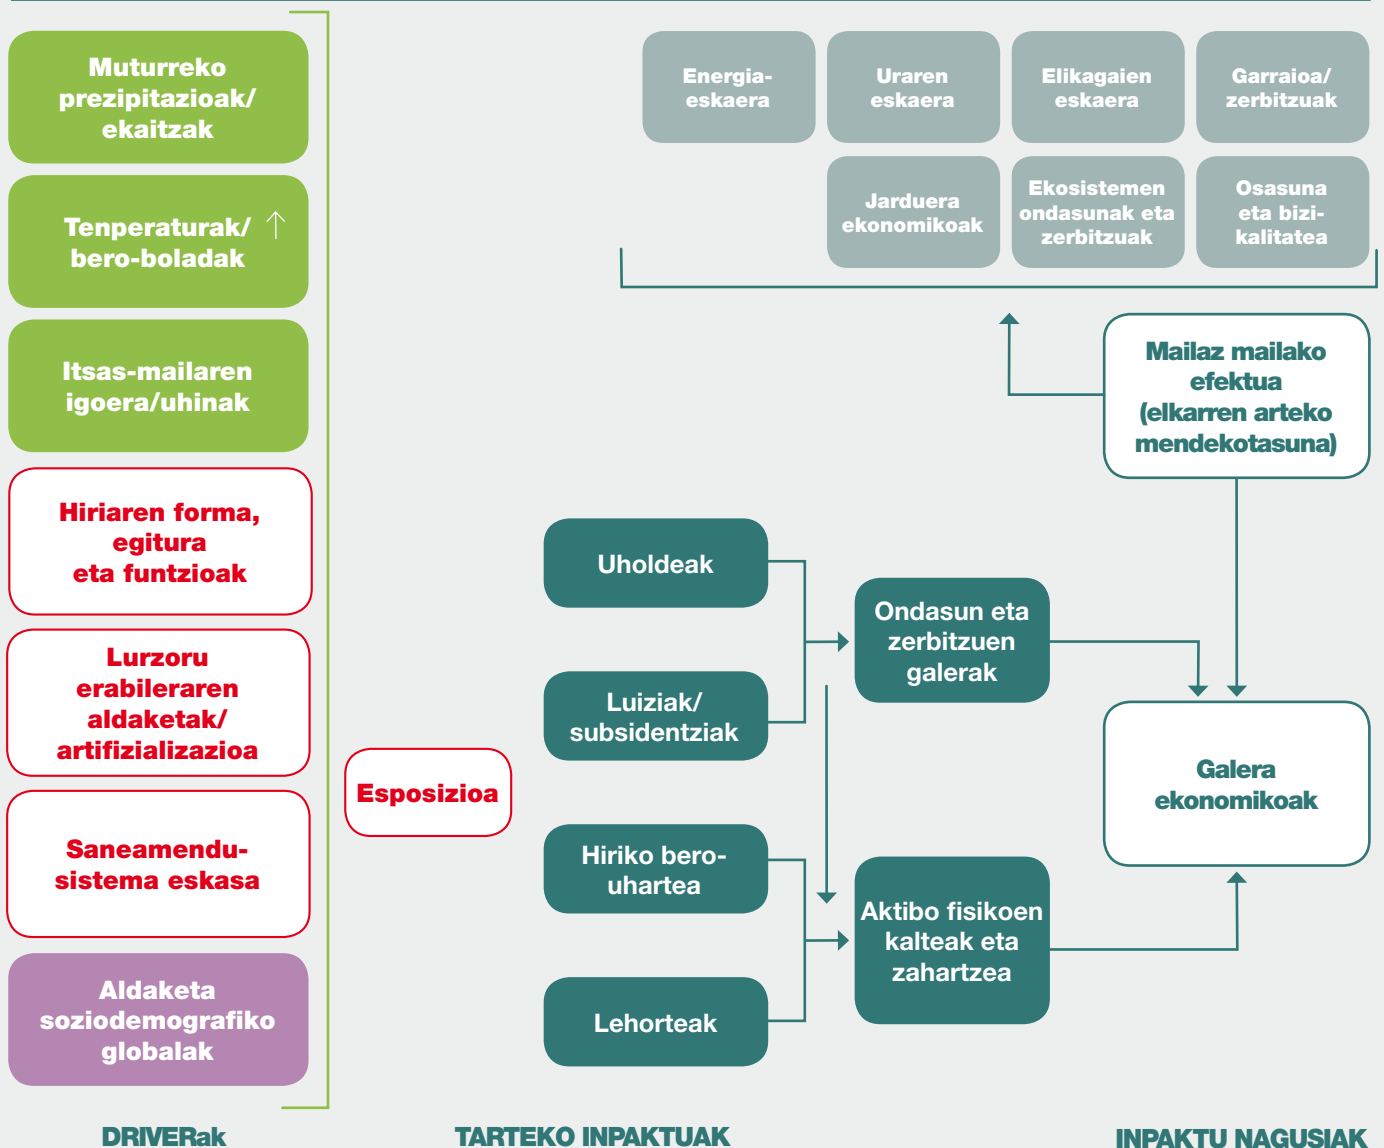 Muturreko
prezipitazioak/
ekaitzak
Tenperaturak/ ↑
bero-boladak
Itsas-mailaren
igoera/uhinak
Hiriaren forma,
egitura
eta funtzioak
Lurzoru
erabileraren
aldaketak/
artifizializazioa
Saneamendu-
sistema eskasa
Aldaketa
soziodemografiko
globalak
DRIVERak
Esposizioa
Uholdeak
Luiziak/
subsidentziak
Hiriko bero-
uhartea
Lehorteak
TARTEKO INPAKTUAK
Ondasun eta
zerbitzuen
galerak
Aktibo fisikoen
kalteak eta
zahartzea
Energia-
eskaera
Uraren
eskaera
Elikagaien
eskaera
Garraioa/
zerbitzuak
Jarduera
ekonomikoak
Ekosistemen
ondasunak eta
zerbitzuak
Osasuna
eta bizi-
kalitatea
Mailaz mailako
efektua
(elkarren arteko
mendekotasuna)
Galera
ekonomikoak
INPAKTU NAGUSIAK